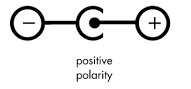 − +
positive
polarity